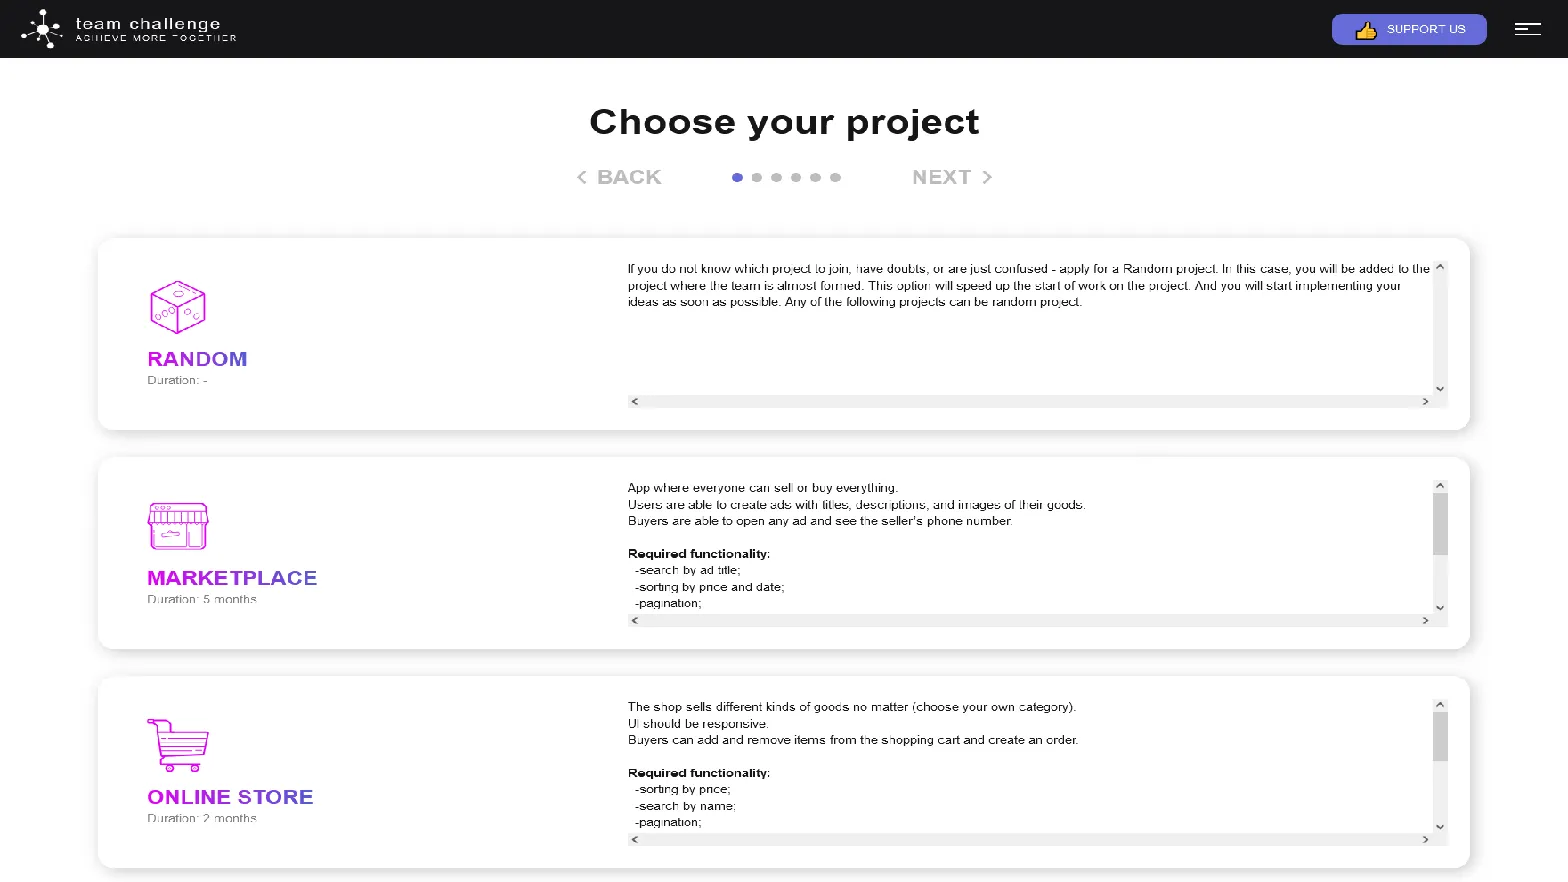 team challenge
ACHIEVE MORE TOGETHER
SUPPORT US
Choose your project
BACK
NEXT
If you do not know which project to join, have doubts, or are just confused - apply for a Random project. In this case, you will be added to the
project where the team is almost formed. This option will speed up the start of work on the project. And you will start implementing your
ideas as soon as possible. Any of the following projects can be random project.
RANDOM
Duration: -
App where everyone can sell or buy everything.
Users are able to create ads with titles, descriptions, and images of their goods.
Buyers are able to open any ad and see the seller’s phone number.
Required functionality:
-search by ad title;
-sorting by price and date;
-pagination;
MARKETPLACE
Duration: 5 months
The shop sells different kinds of goods no matter (choose your own category).
UI should be responsive.
Buyers can add and remove items from the shopping cart and create an order.
Required functionality:
-sorting by price;
-search by name;
-pagination;
ONLINE STORE
Duration: 2 months